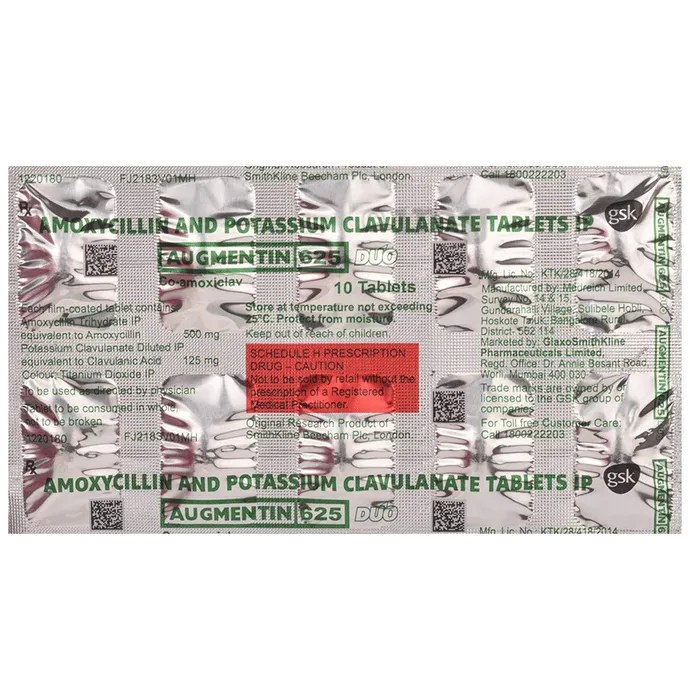 Original Research Product of
1220180 FJ2183V01MH SmithKline Beecham Plc, London. Call 1800222203
Rx AMOXYCILLIN AND POTASSIUM CLAVULANATE TABLETS IP gsk
AUGMENTIN 625 DUO
Co-amoxiclav 10 Tablets
Each film-coated tablet contains:
Amoxycillin Trihydrate IP
equivalent to Amoxycillin 500 mg
Potassium Clavulanate Diluted IP
equivalent to Clavulanic Acid 125 mg
Colour: Titanium Dioxide IP
To be used as directed by physician
Tablet to be consumed whole,
not to be broken.
Store at temperature not exceeding
25°C. Protect from moisture.
Keep out of reach of children.
SCHEDULE H PRESCRIPTION
DRUG – CAUTION
Not to be sold by retail without the
prescription of a Registered
Medical Practitioner.
Original Research Product of
SmithKline Beecham Plc, London.
Mfg. Lic. No. KTK/28/418/2014
Manufactured by: Medreich Limited,
Survey No. 14 & 15,
Gundarahalli Village, Sulibele Hobli,
Hoskote Taluk, Bangalore Rural
District- 562 114
Marketed by: GlaxoSmithKline
Pharmaceuticals Limited,
Regd. Office: Dr. Annie Besant Road,
Worli, Mumbai 400 030
Trade marks are owned by or
licensed to the GSK group of
companies
For Toll free Customer Care:
Call 1800222203
AUGMENTIN 625
1220180 FJ2183V01MH
Rx AMOXYCILLIN AND POTASSIUM CLAVULANATE TABLETS IP gsk
AUGMENTIN 625 DUO
Mfg. Lic. No. KTK/28/418/2014